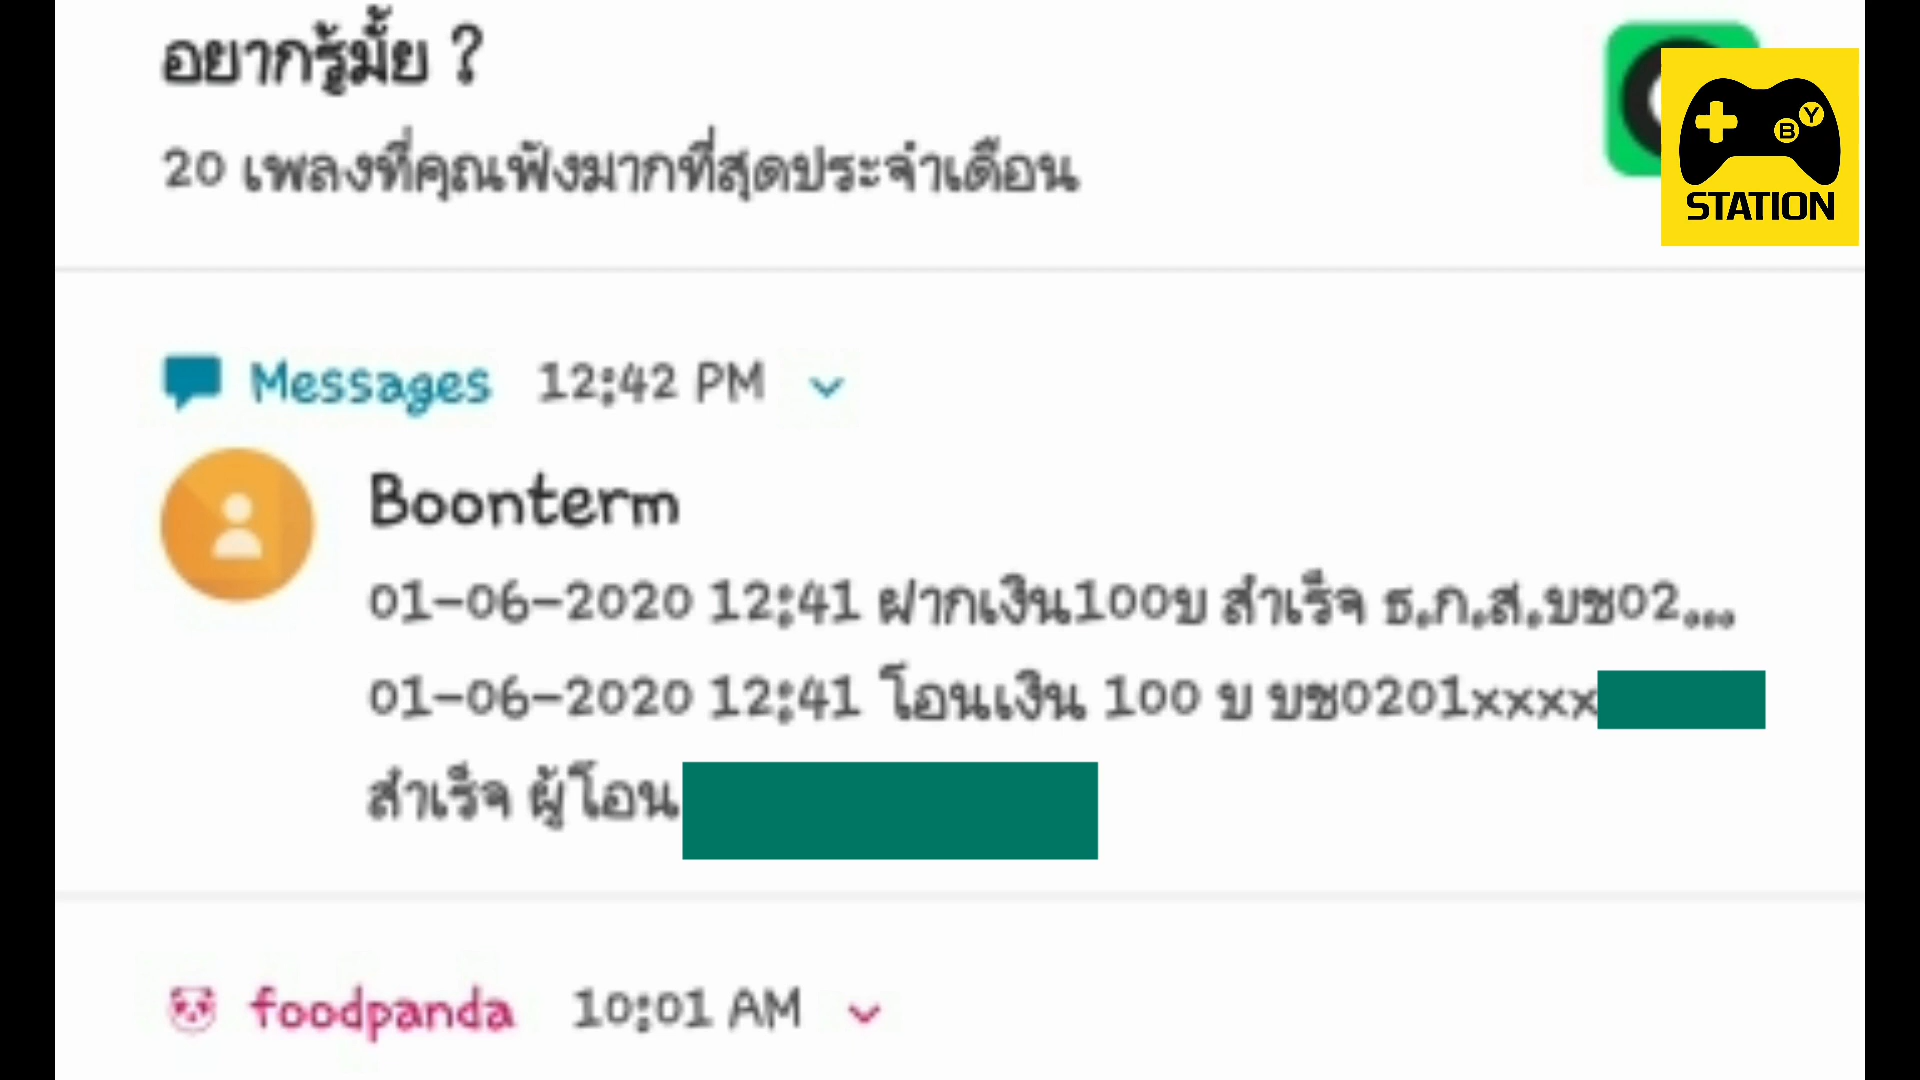 อยากรู้มั้ย ?
20 เพลงที่คุณฟังมากที่สุดประจำเดือน
B Y
STATION
Messages 12:42 PM
Boonterm
01-06-2020 12:41 ฝากเงิน100บ สำเร็จ ธ.ก.ส.บช02...
01-06-2020 12:41 โอนเงิน 100 บ บช0201xxxx
สำเร็จ ผู้โอน
foodpanda 10:01 AM